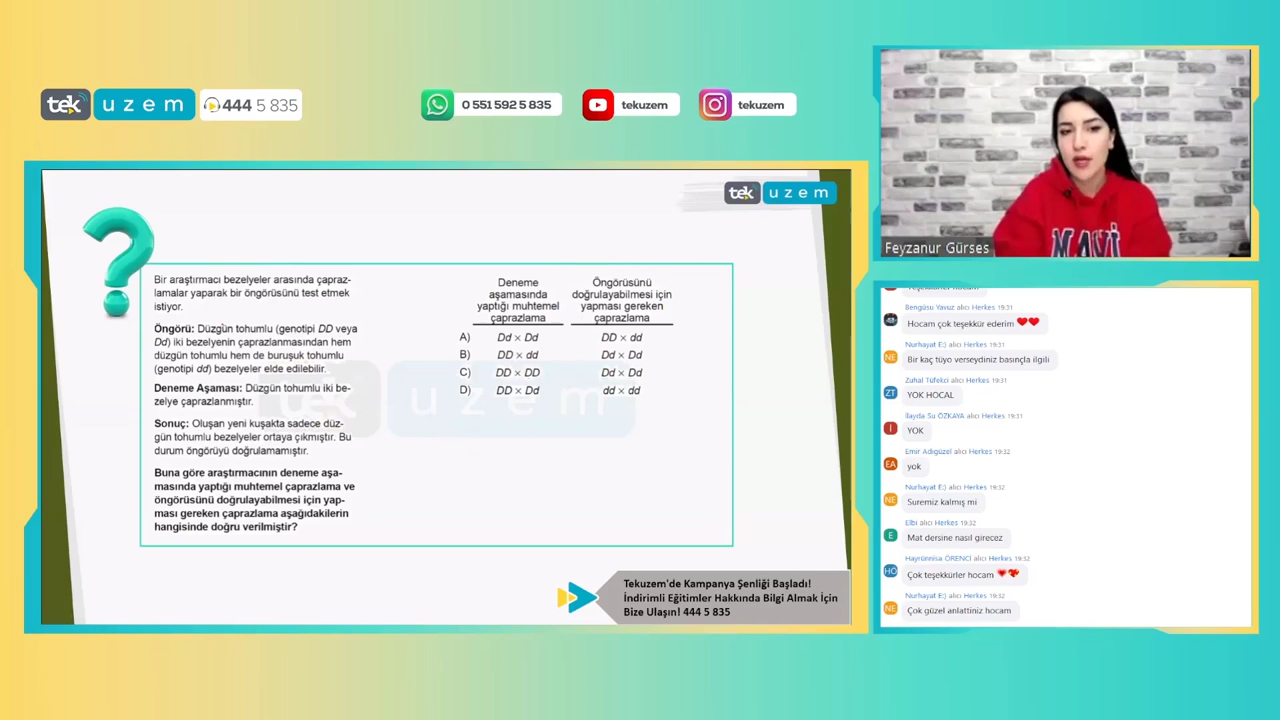 tek uzem 444 5 835
0 551 592 5 835
tekuzem
tekuzem
tek uzem
Bir araştırmacı bezelyeler arasında çapraz-
lamalar yaparak bir öngörüsünü test etmek
istiyor.
Öngörü: Düzgün tohumlu (genotipi DD veya
Dd) iki bezelyenin çaprazlanmasından hem
düzgün tohumlu hem de buruşuk tohumlu
(genotipi dd) bezelyeler elde edilebilir.
Deneme Aşaması: Düzgün tohumlu iki be-
zelye çaprazlanmıştır.
Sonuç: Oluşan yeni kuşakta sadece düz-
gün tohumlu bezelyeler ortaya çıkmıştır. Bu
durum öngörüyü doğrulamamıştır.
Buna göre araştırmacının deneme aşa-
masında yaptığı muhtemel çaprazlama ve
öngörüsünü doğrulayabilmesi için yap-
ması gereken çaprazlama aşağıdakilerin
hangisinde doğru verilmiştir?
Deneme
aşamasında
yaptığı muhtemel
çaprazlama
Öngörüsünü
doğrulayabilmesi için
yapması gereken
çaprazlama
A) Dd × Dd DD × dd
B) DD × dd Dd × Dd
C) DD × DD Dd × Dd
D) DD × Dd dd × dd
tek uzem
Tekuzem'de Kampanya Şenliği Başladı!
İndirimli Eğitimler Hakkında Bilgi Almak İçin
Bize Ulaşın! 444 5 835
MAVİ
Feyzanur Gürses
Bengüsu Yavuz alıcı Herkes 19:31
Hocam çok teşekkür ederim ❤❤
Nurhayat E:) alıcı Herkes 19:31
NE Bir kaç tüyo verseydiniz basınçla ilgili
Zuhal Tüfekci alıcı Herkes 19:31
ZT YOK HOCAL
İlayda Su ÖZKAYA alıcı Herkes 19:31
I YOK
Emir Adıgüzel alıcı Herkes 19:32
EA yok
Nurhayat E:) alıcı Herkes 19:32
NE Suremiz kalmış mi
Elbi alıcı Herkes 19:32
E Mat dersine nasıl girecez
Hayrünnisa ÖRENCİ alıcı Herkes 19:32
HÖ Çok teşekkürler hocam
Nurhayat E:) alıcı Herkes 19:32
NE Çok güzel anlattiniz hocam